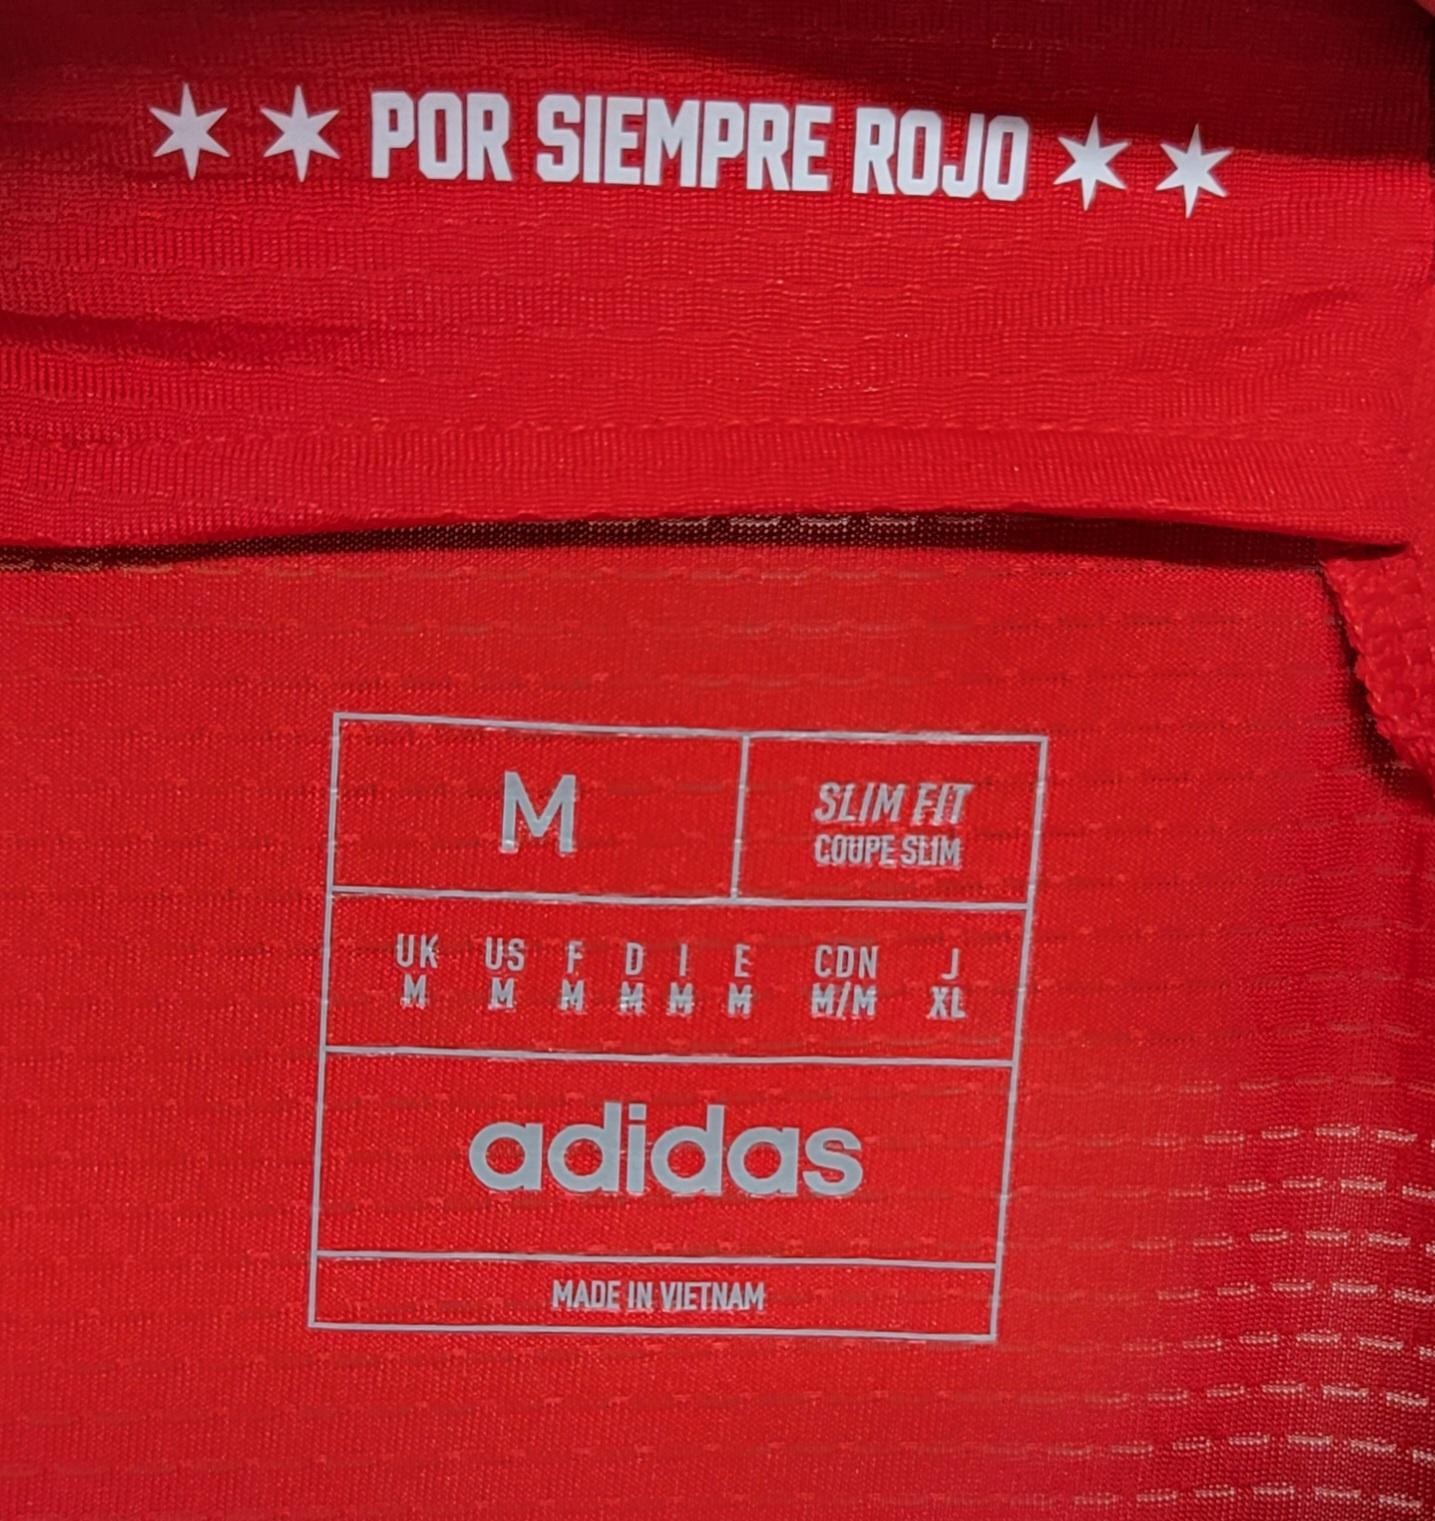 POR SIEMPRE ROJO
M
SLIM FIT
COUPE SLIM
UK US F D I E CDN J
M M M M M M M/M XL
adidas
MADE IN VIETNAM